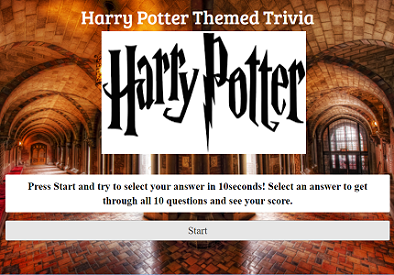 Harry Potter Themed Trivia
Harry Potter
Press Start and try to select your answer in 10seconds! Select an answer to get
through all 10 questions and see your score.
Start